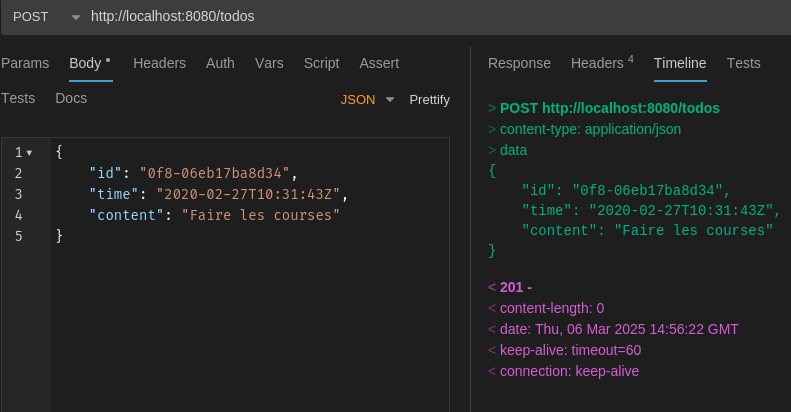 POST http://localhost:8080/todos
Params Body Headers Auth Vars Script Assert
Tests Docs JSON Prettify
1 {
2 "id": "0f8-06eb17ba8d34",
3 "time": "2020-02-27T10:31:43Z",
4 "content": "Faire les courses"
5 }
Response Headers 4 Timeline Tests
> POST http://localhost:8080/todos
> content-type: application/json
> data
{
"id": "0f8-06eb17ba8d34",
"time": "2020-02-27T10:31:43Z",
"content": "Faire les courses"
}
< 201 -
< content-length: 0
< date: Thu, 06 Mar 2025 14:56:22 GMT
< keep-alive: timeout=60
< connection: keep-alive